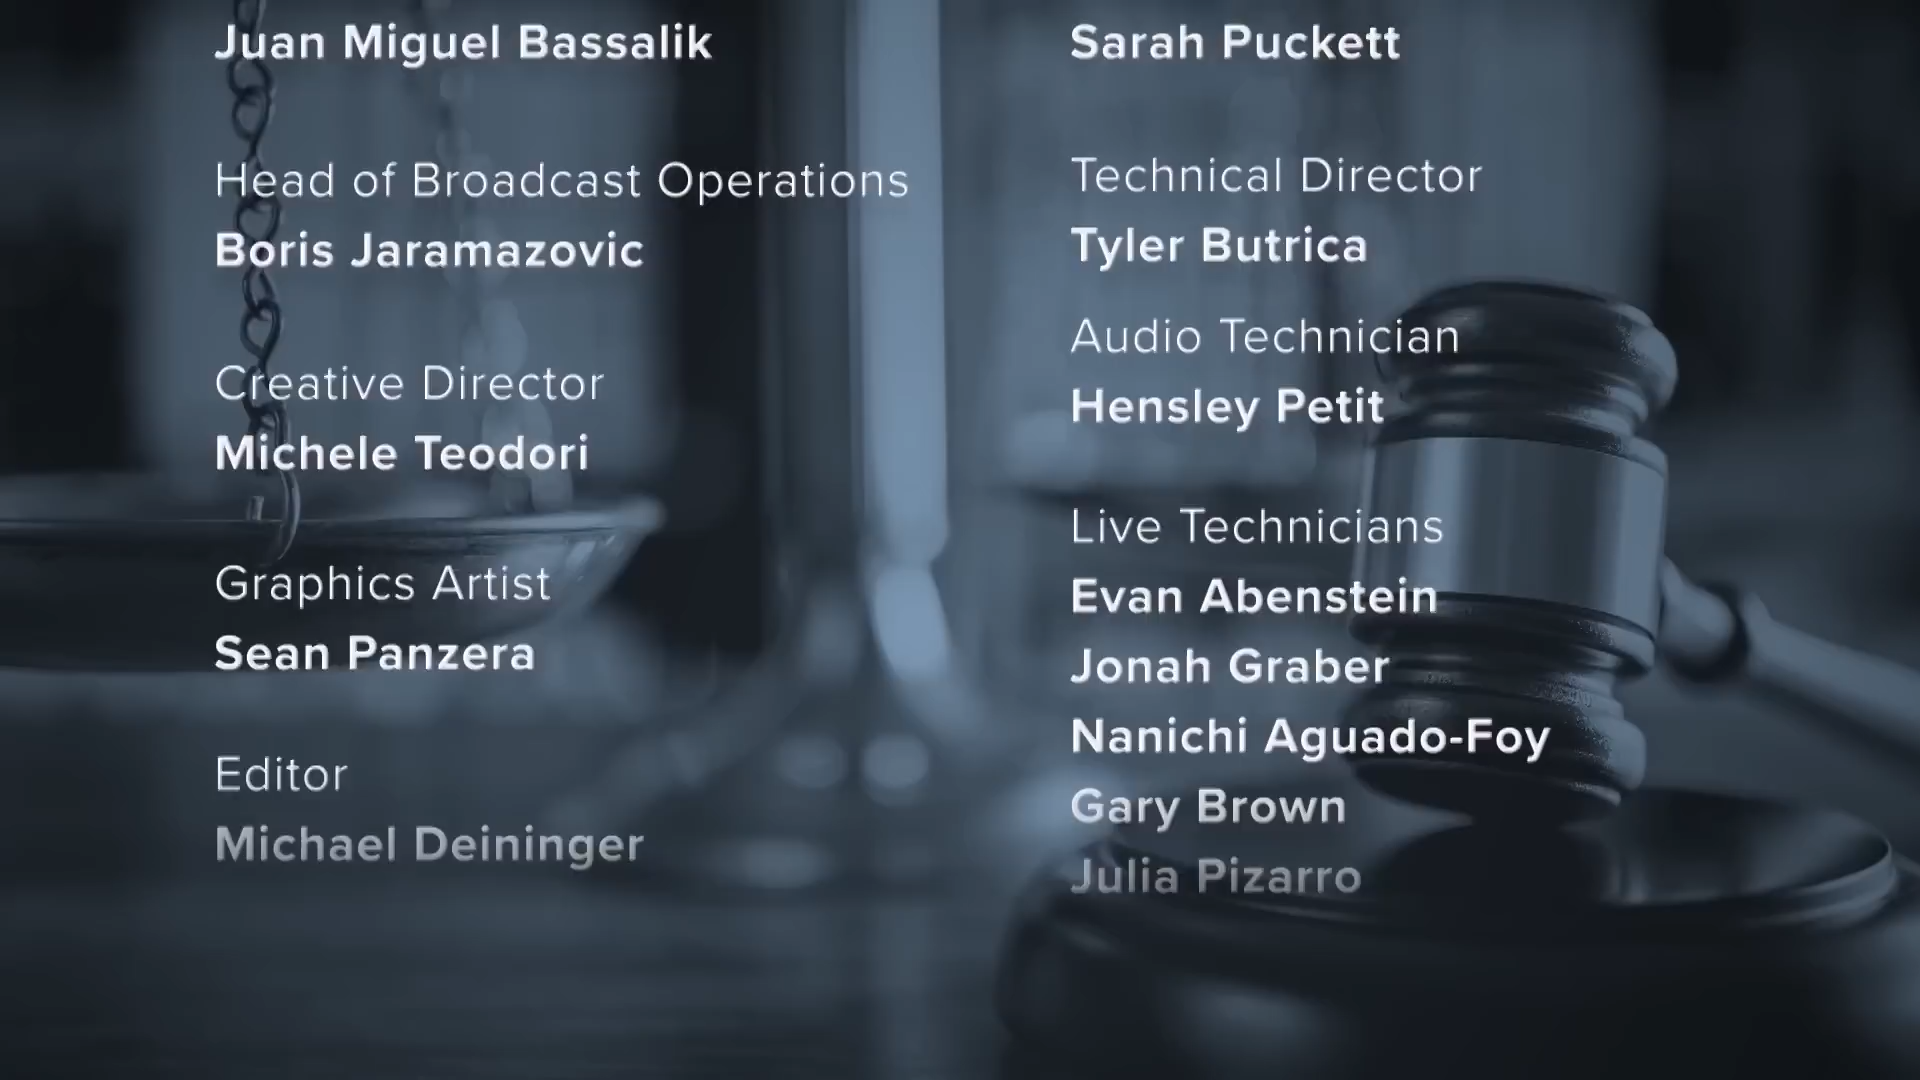 Juan Miguel Bassalik
Head of Broadcast Operations
Boris Jaramazovic
Creative Director
Michele Teodori
Graphics Artist
Sean Panzera
Editor
Michael Deininger
Sarah Puckett
Technical Director
Tyler Butrica
Audio Technician
Hensley Petit
Live Technicians
Evan Abenstein
Jonah Graber
Nanichi Aguado-Foy
Gary Brown
Julia Pizarro